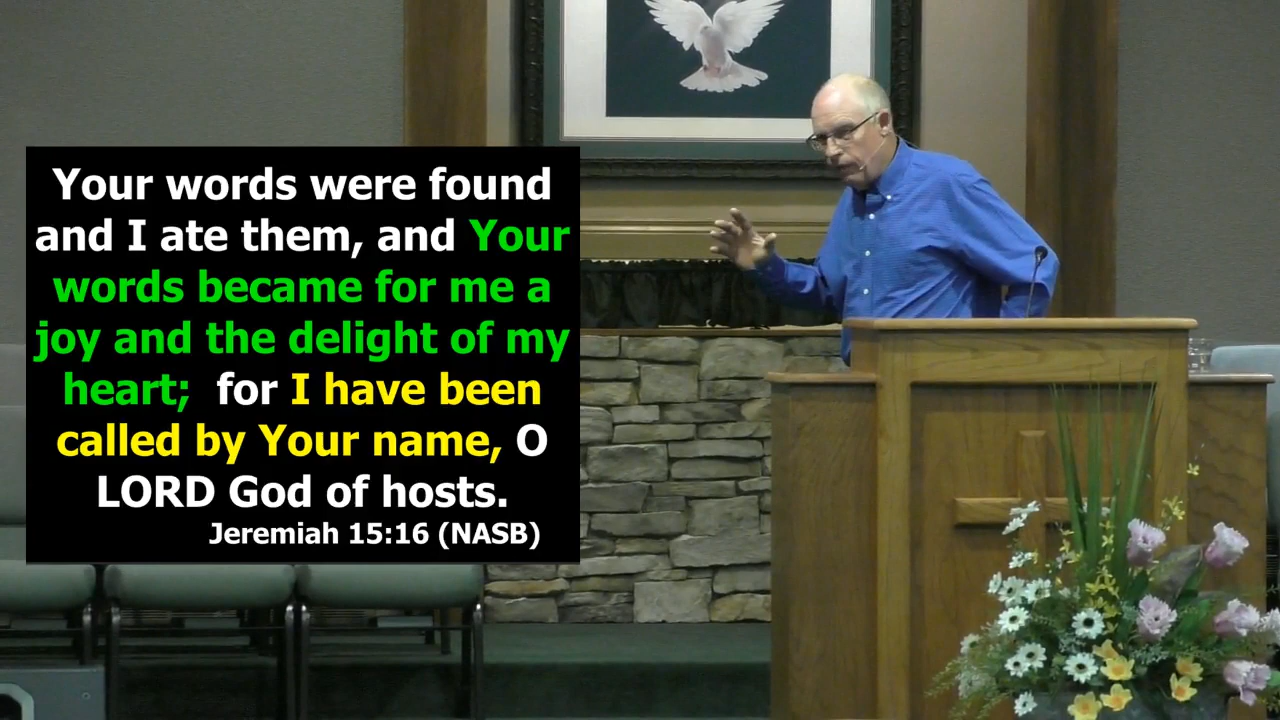 Your words were found
and I ate them, and Your
words became for me a
joy and the delight of my
heart;  for I have been
called by Your name, O
LORD God of hosts.
Jeremiah 15:16 (NASB)